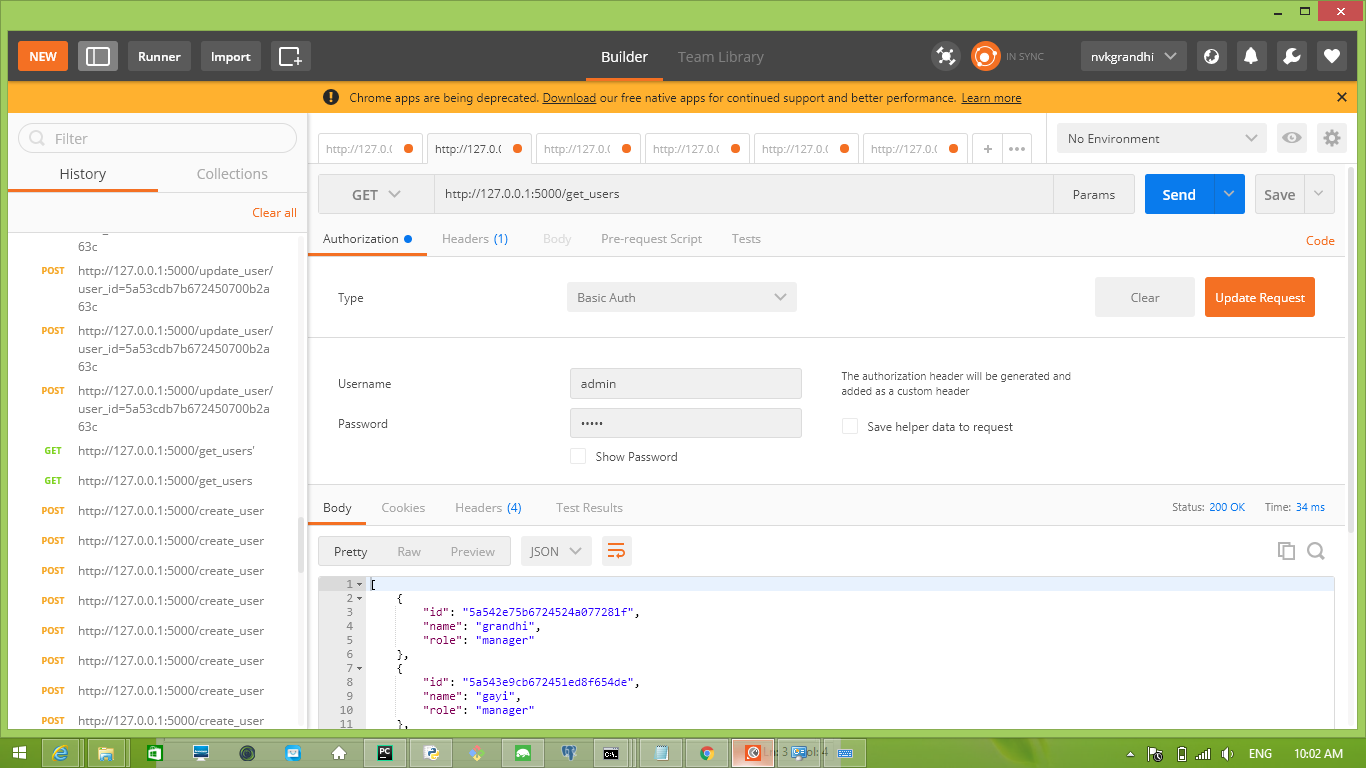 NEW
Runner
Import
Builder
Team Library
IN SYNC
nvkgrandhi
Chrome apps are being deprecated. Download our free native apps for continued support and better performance. Learn more
Filter
History
Collections
Clear all
63c
POST http://127.0.0.1:5000/update_user/
user_id=5a53cdb7b672450700b2a
63c
POST http://127.0.0.1:5000/update_user/
user_id=5a53cdb7b672450700b2a
63c
POST http://127.0.0.1:5000/update_user/
user_id=5a53cdb7b672450700b2a
63c
GET http://127.0.0.1:5000/get_users'
GET http://127.0.0.1:5000/get_users
POST http://127.0.0.1:5000/create_user
POST http://127.0.0.1:5000/create_user
POST http://127.0.0.1:5000/create_user
POST http://127.0.0.1:5000/create_user
POST http://127.0.0.1:5000/create_user
POST http://127.0.0.1:5000/create_user
POST http://127.0.0.1:5000/create_user
POST http://127.0.0.1:5000/create_user
http://127.0.(
http://127.0.(
http://127.0.(
http://127.0.(
http://127.0.(
http://127.0.(
No Environment
GET
http://127.0.0.1:5000/get_users
Params
Send
Save
Authorization
Headers (1)
Body
Pre-request Script
Tests
Code
Type
Basic Auth
Clear
Update Request
Username
admin
The authorization header will be generated and
added as a custom header
Password
•••••
Save helper data to request
Show Password
Body
Cookies
Headers (4)
Test Results
Status: 200 OK
Time: 34 ms
Pretty
Raw
Preview
JSON
1 [
2 {
3 "id": "5a542e75b6724524a077281f",
4 "name": "grandhi",
5 "role": "manager"
6 },
7 {
8 "id": "5a543e9cb672451ed8f654de",
9 "name": "gayi",
10 "role": "manager"
11 },
PC
ENG
10:02 AM